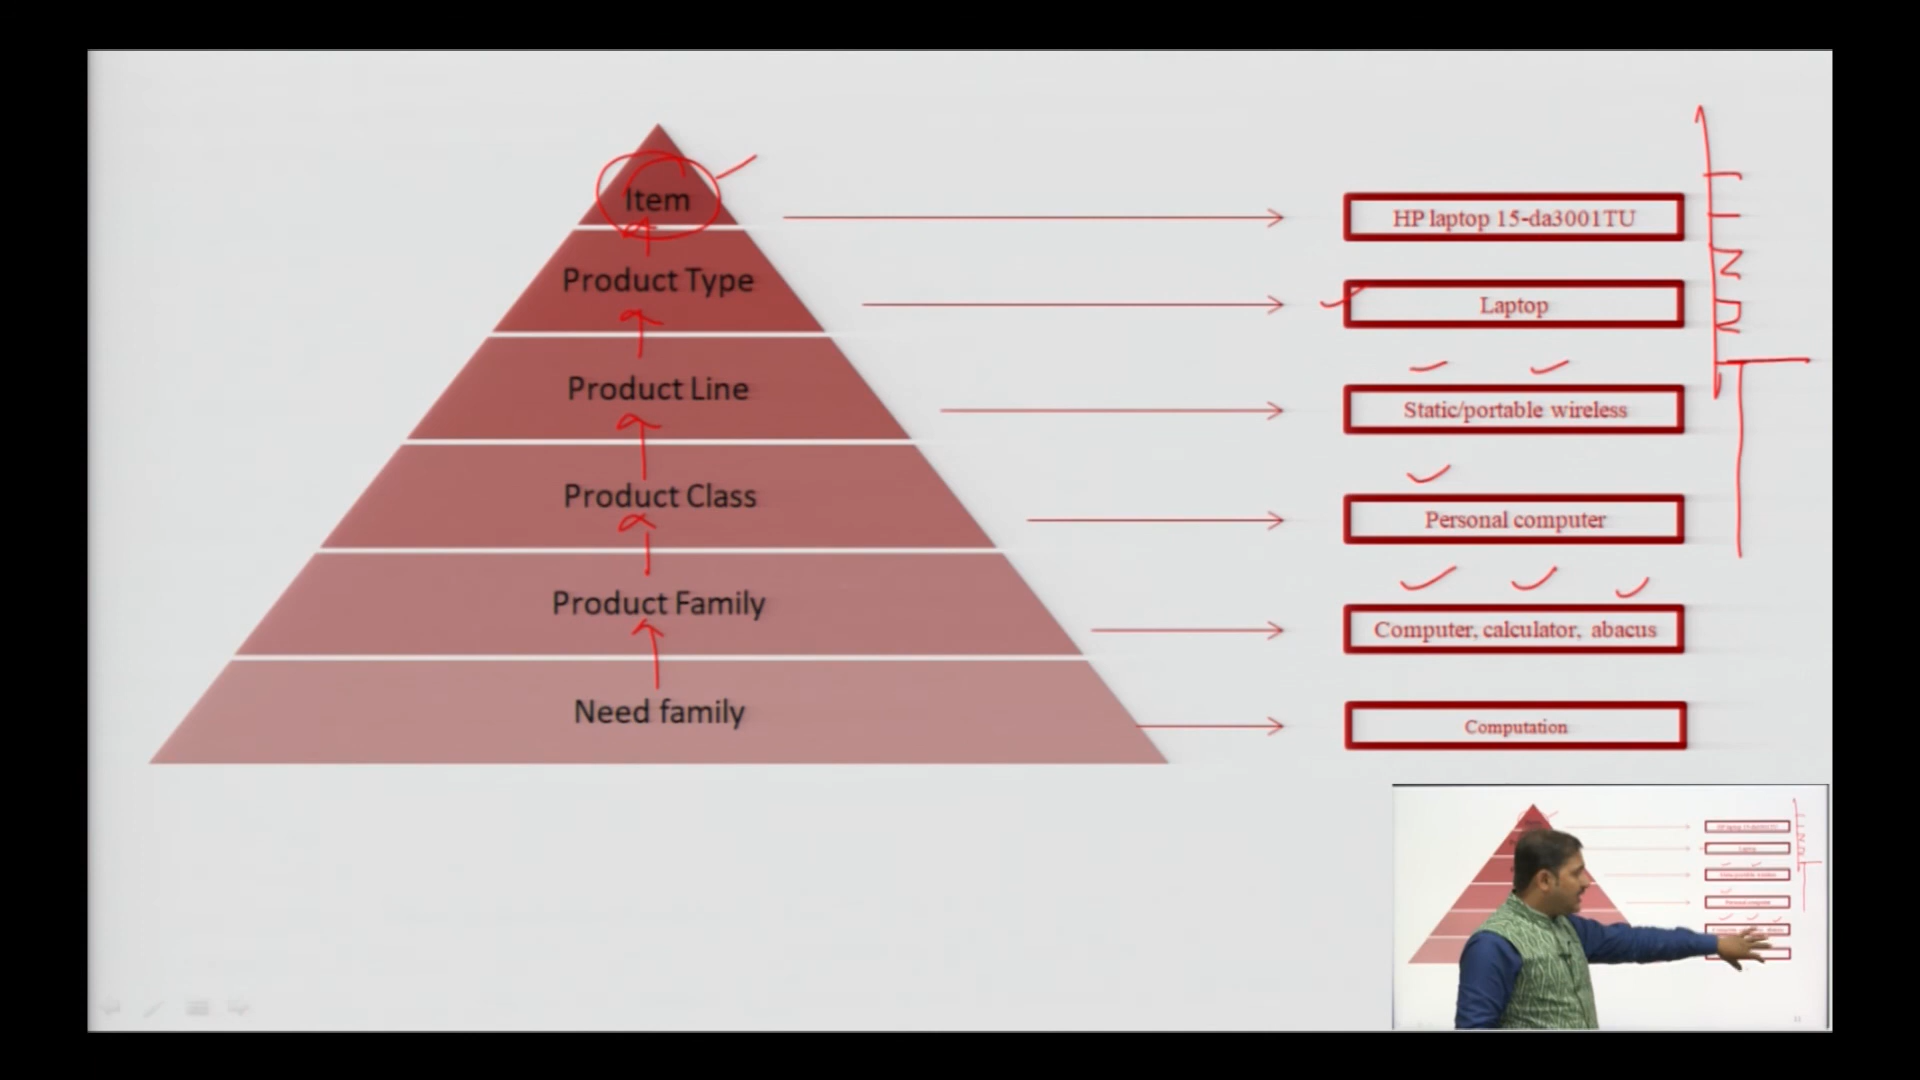 Item
HP laptop 15-da3001TU
Product Type
Laptop
Product Line
Static/portable wireless
Product Class
Personal computer
Product Family
Computer, calculator, abacus
Need family
Computation